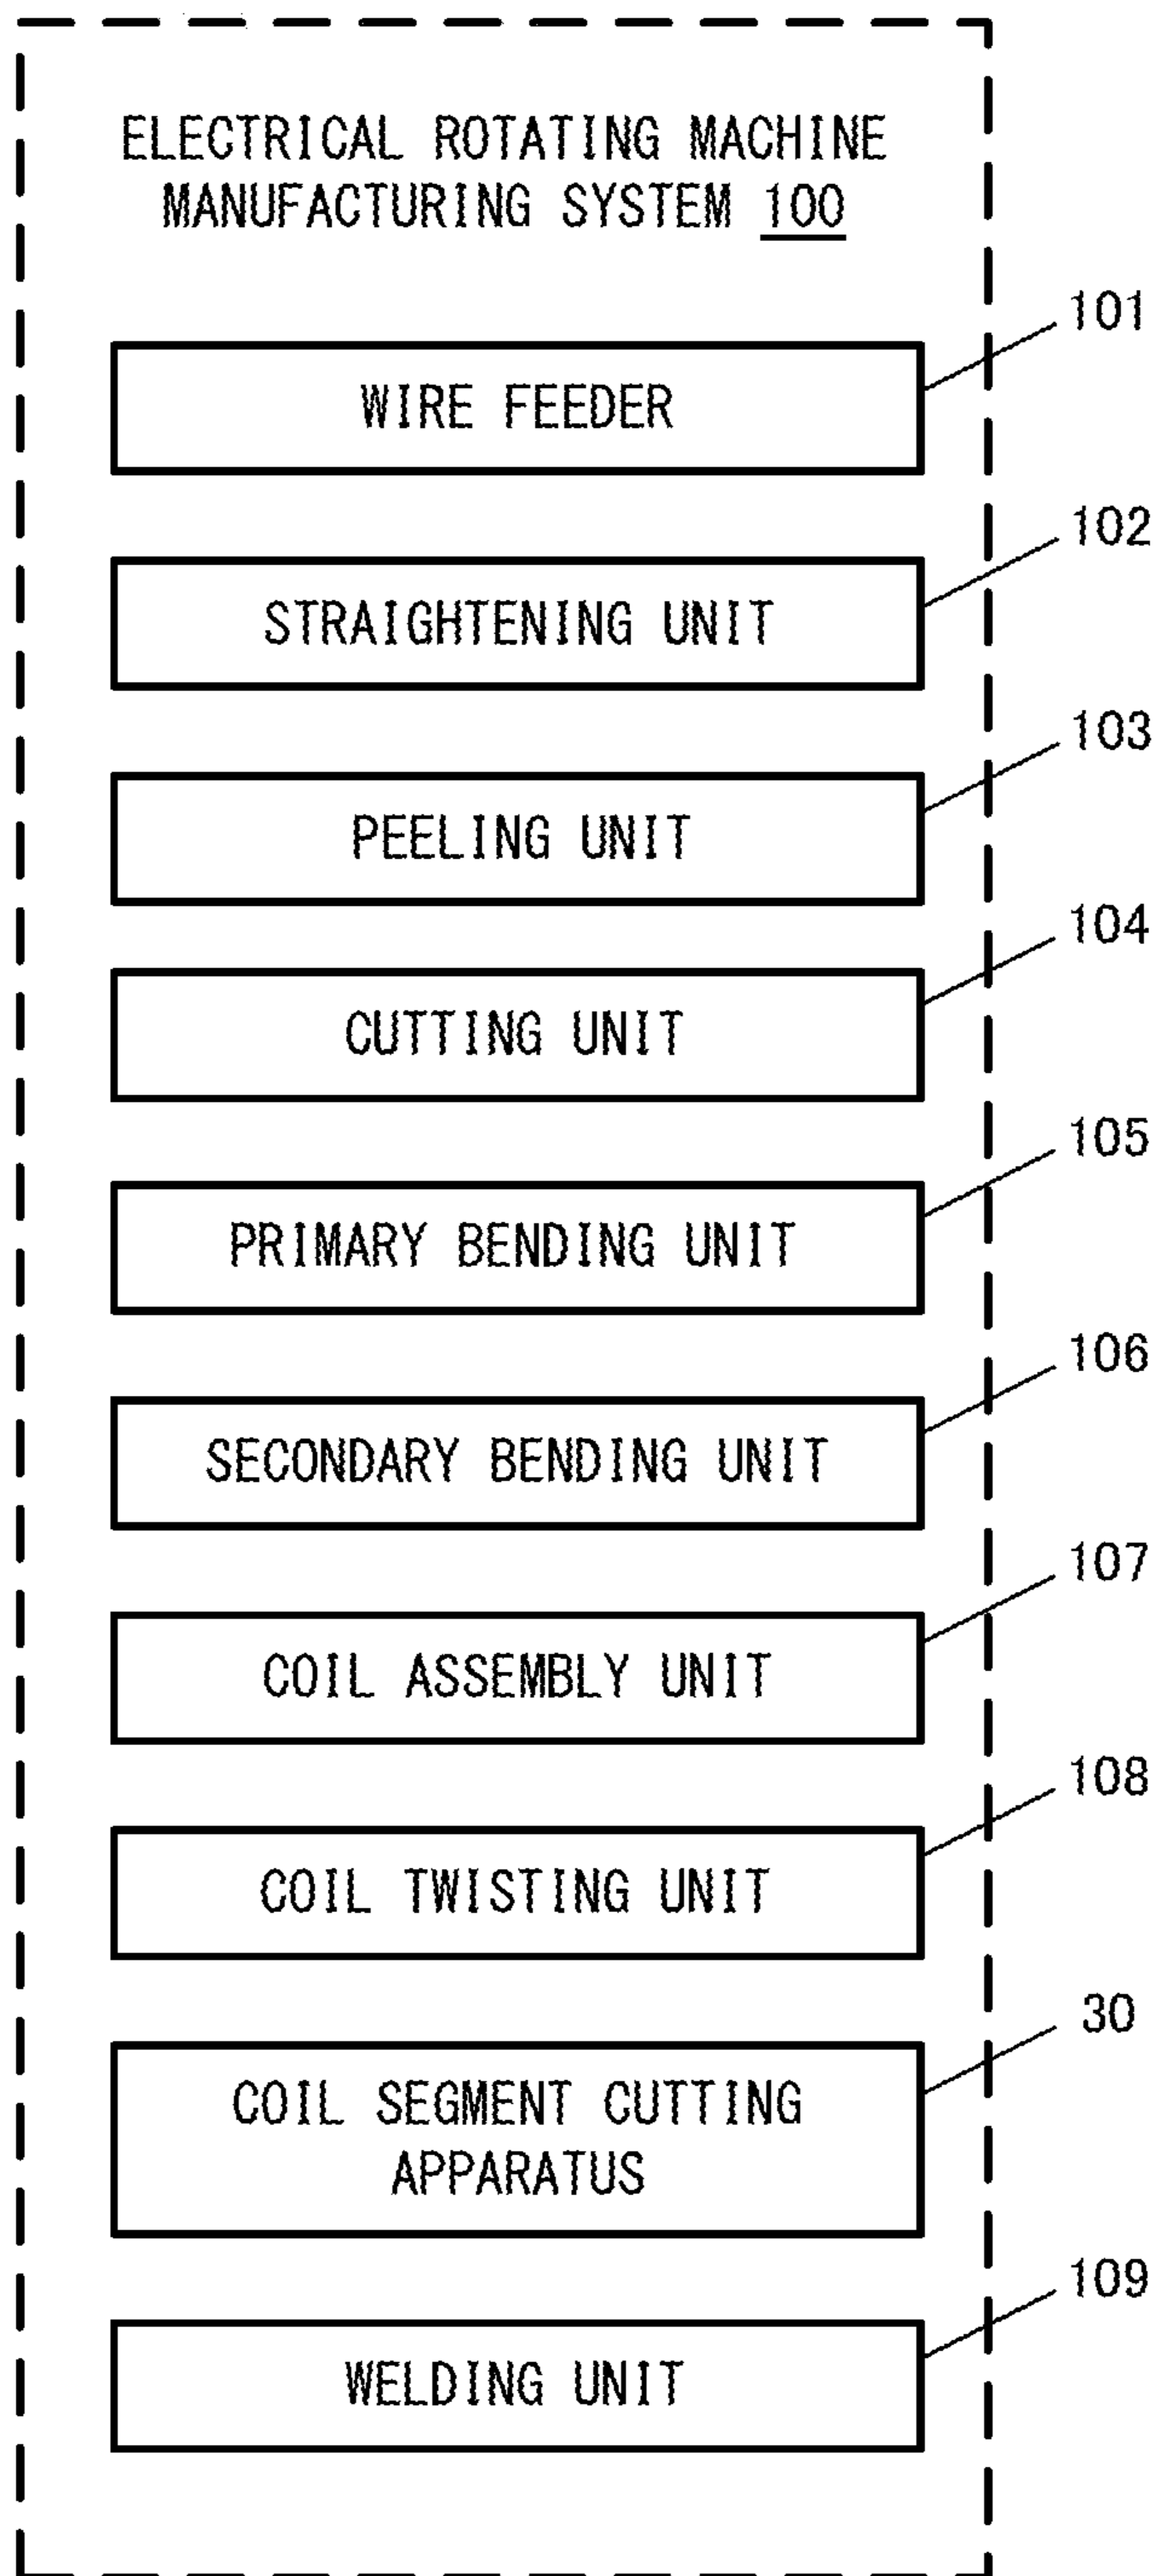 ELECTRICAL ROTATING MACHINE
MANUFACTURING SYSTEM 100
101
WIRE FEEDER
102
STRAIGHTENING UNIT
103
PEELING UNIT
104
CUTTING UNIT
105
PRIMARY BENDING UNIT
106
SECONDARY BENDING UNIT
107
COIL ASSEMBLY UNIT
108
COIL TWISTING UNIT
30
COIL SEGMENT CUTTING
APPARATUS
109
WELDING UNIT